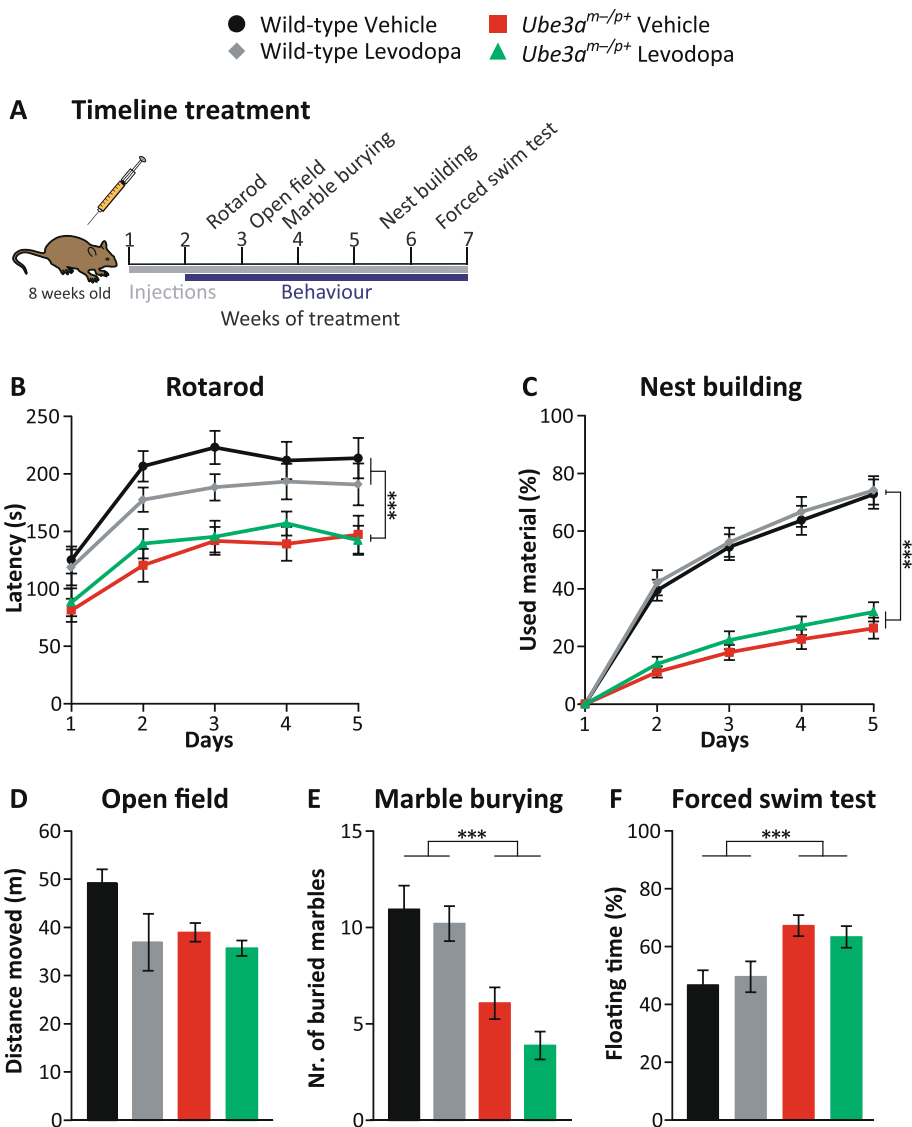 Wild-type Vehicle
Ube3a^m–/p+ Vehicle
Wild-type Levodopa
Ube3a^m–/p+ Levodopa
A Timeline treatment
Rotarod
Open field
Marble burying
Nest building
Forced swim test
1 2 3 4 5 6 7
8 weeks old
Injections
Behaviour
Weeks of treatment
B Rotarod
Latency (s)
250
200
150
100
50
0
1 2 3 4 5
Days
***
C Nest building
Used material (%)
100
80
60
40
20
0
1 2 3 4 5
Days
***
D Open field
Distance moved (m)
60
50
40
30
20
10
0
E Marble burying
Nr. of buried marbles
15
10
5
0
***
F Forced swim test
Floating time (%)
100
80
60
40
20
0
***